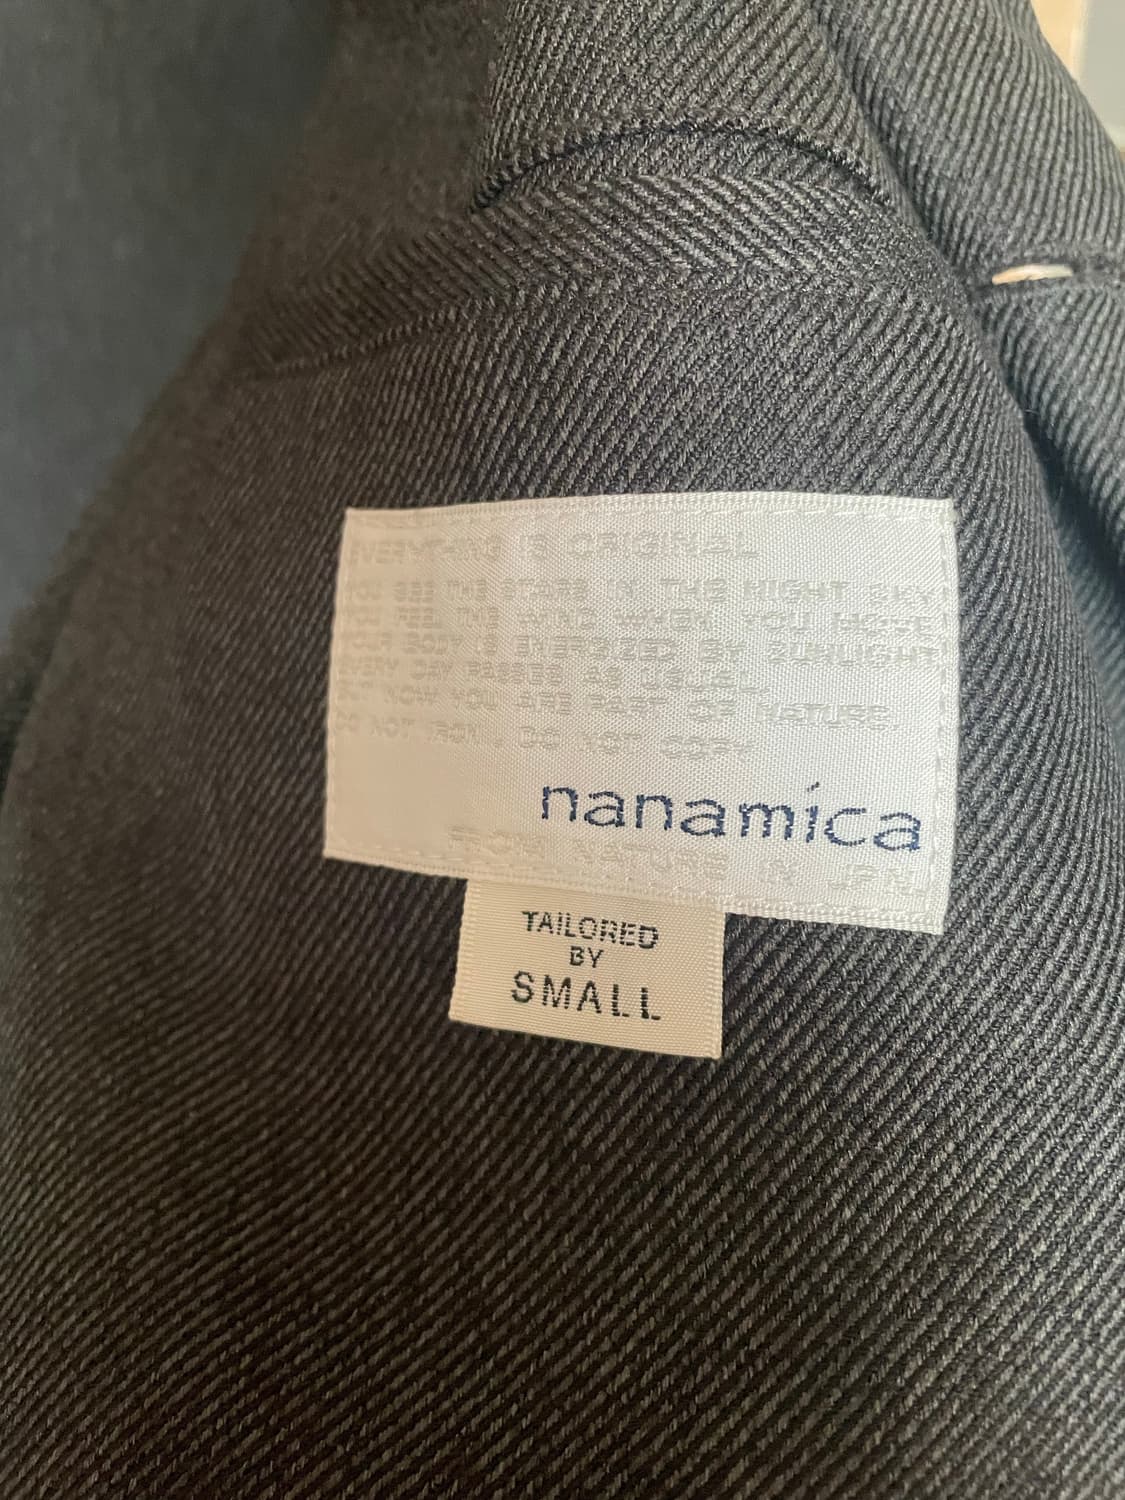 EVERYTHING IS ORIGINAL
YOU SEE THE STARS IN THE NIGHT SKY
YOU FEEL THE WIND WHEN YOU MOVE
YOUR BODY IS ENERGIZED BY SUNLIGHT
EVERY DAY PASSES AS USUAL.
NOW YOU ARE PART OF NATURE.
DO NOT IRON. DO NOT COPY
nanamica
FROM NATURE IN JPN.
TAILORED
BY
SMALL